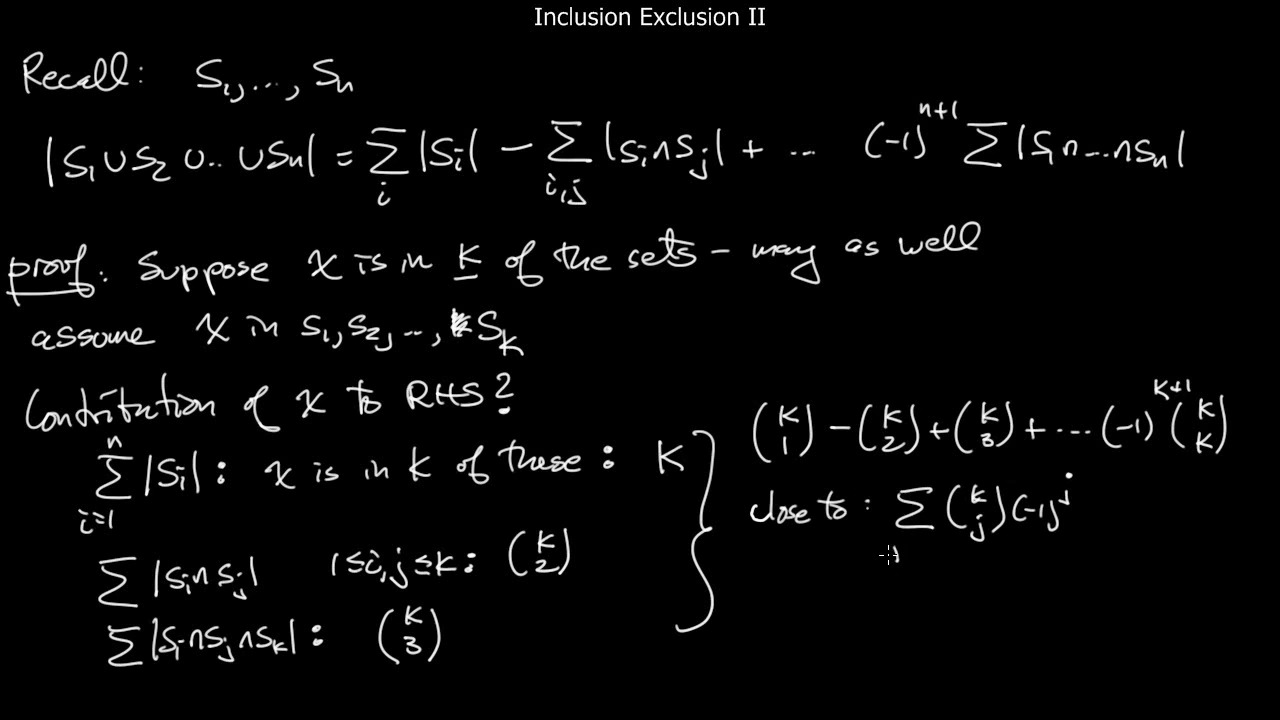 Inclusion Exclusion II
Recall: S₁, ..., Sₙ
|S₁ ∪ S₂ ∪ .. ∪ Sₙ| = ∑ᵢ |Sᵢ| − ∑ᵢ,ⱼ |Sᵢ ∩ Sⱼ| + ... (-1)ⁿ⁺¹ ∑ |S₁ ∩ ... ∩ Sₙ|
proof: Suppose x is in K of the sets – may as well
assume x in S₁, S₂, ..., Sₖ
Contribution of x to RHS?
∑ᵢ₌₁ⁿ |Sᵢ| : x is in K of these : K
∑ |Sᵢ ∩ Sⱼ| 1 ≤ i,j ≤ K : (K 2)
∑ |Sᵢ ∩ Sⱼ ∩ Sₖ| : (K 3)
(K 1) − (K 2) + (K 3) + ... (-1)ᴷ⁺¹ (K K)
close to : ∑ (K j) (-1)ʲ